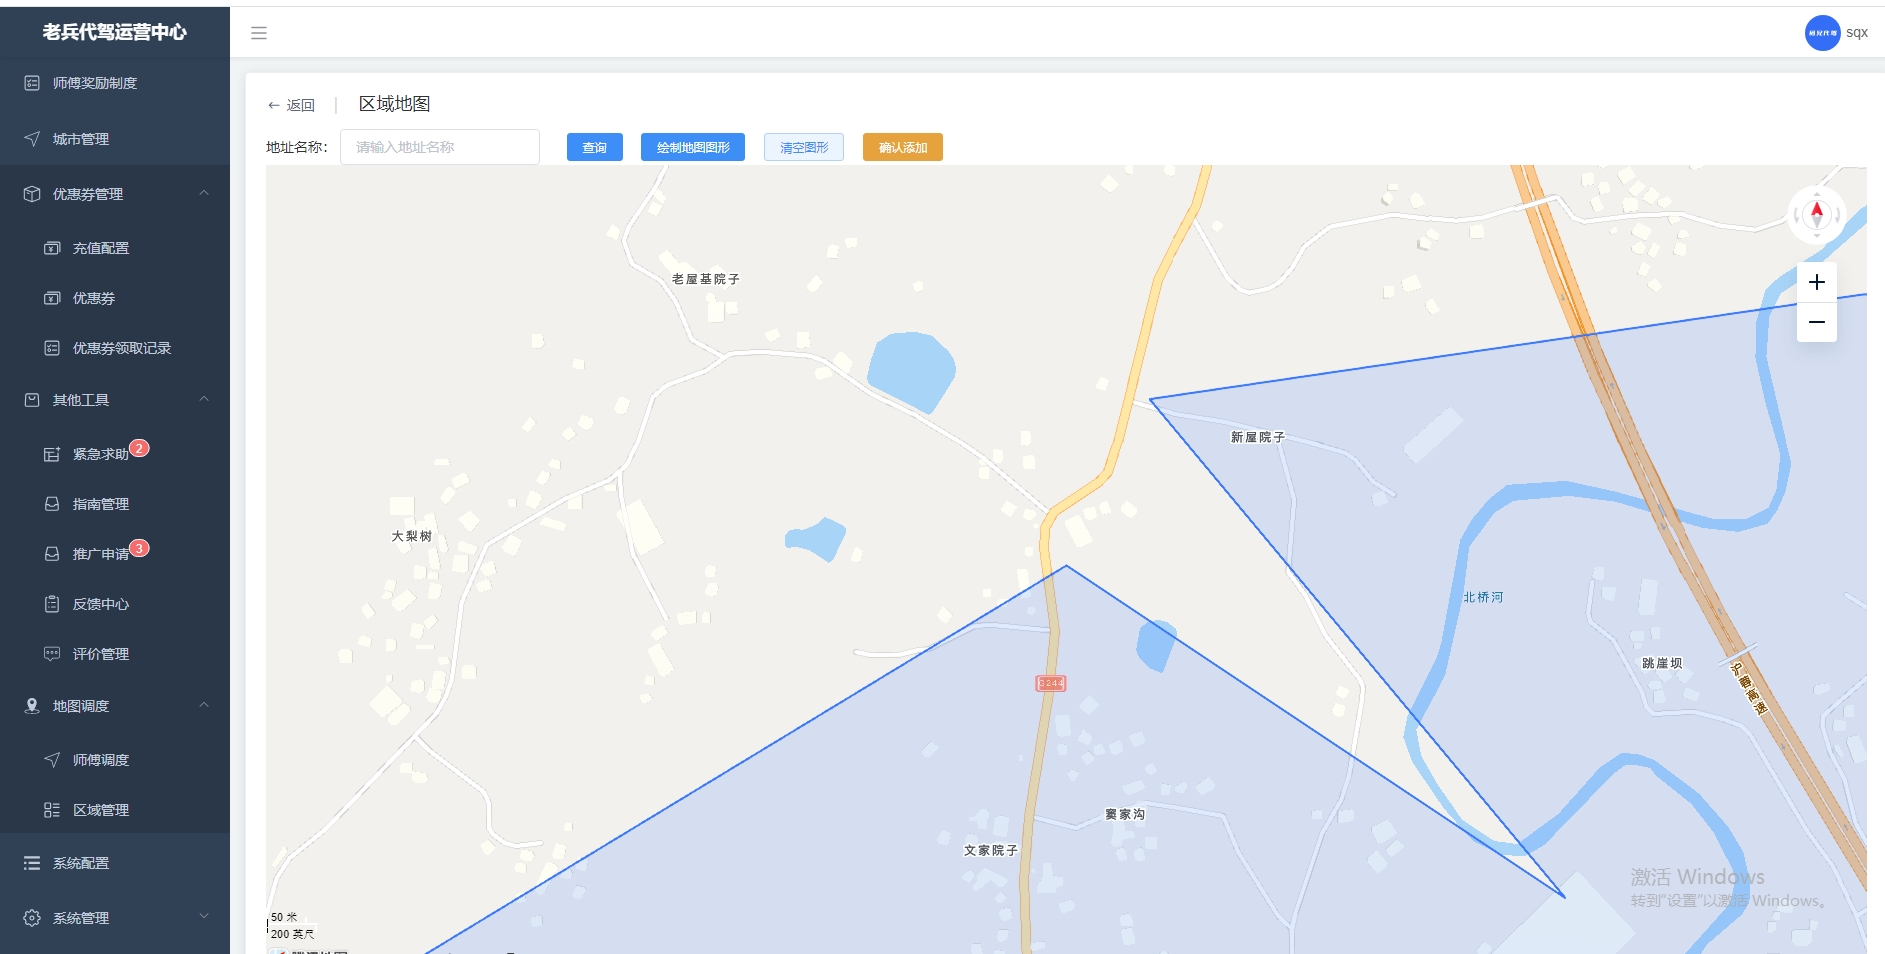 老兵代驾运营中心
sqx
师傅奖励制度
城市管理
优惠券管理
充值配置
优惠券
优惠券领取记录
其他工具
紧急求助 2
指南管理
推广申请 3
反馈中心
评价管理
地图调度
师傅调度
区域管理
系统配置
系统管理
← 返回 | 区域地图
地址名称： 请输入地址名称 查询 绘制地图图形 清空图形 确认添加
老屋基院子
新屋院子
大梨树
北桥河
跳崖坝
沪蓉高速
G244
窦家沟
文家院子
50 米
200 英尺
激活 Windows
转到"设置"以激活 Windows。